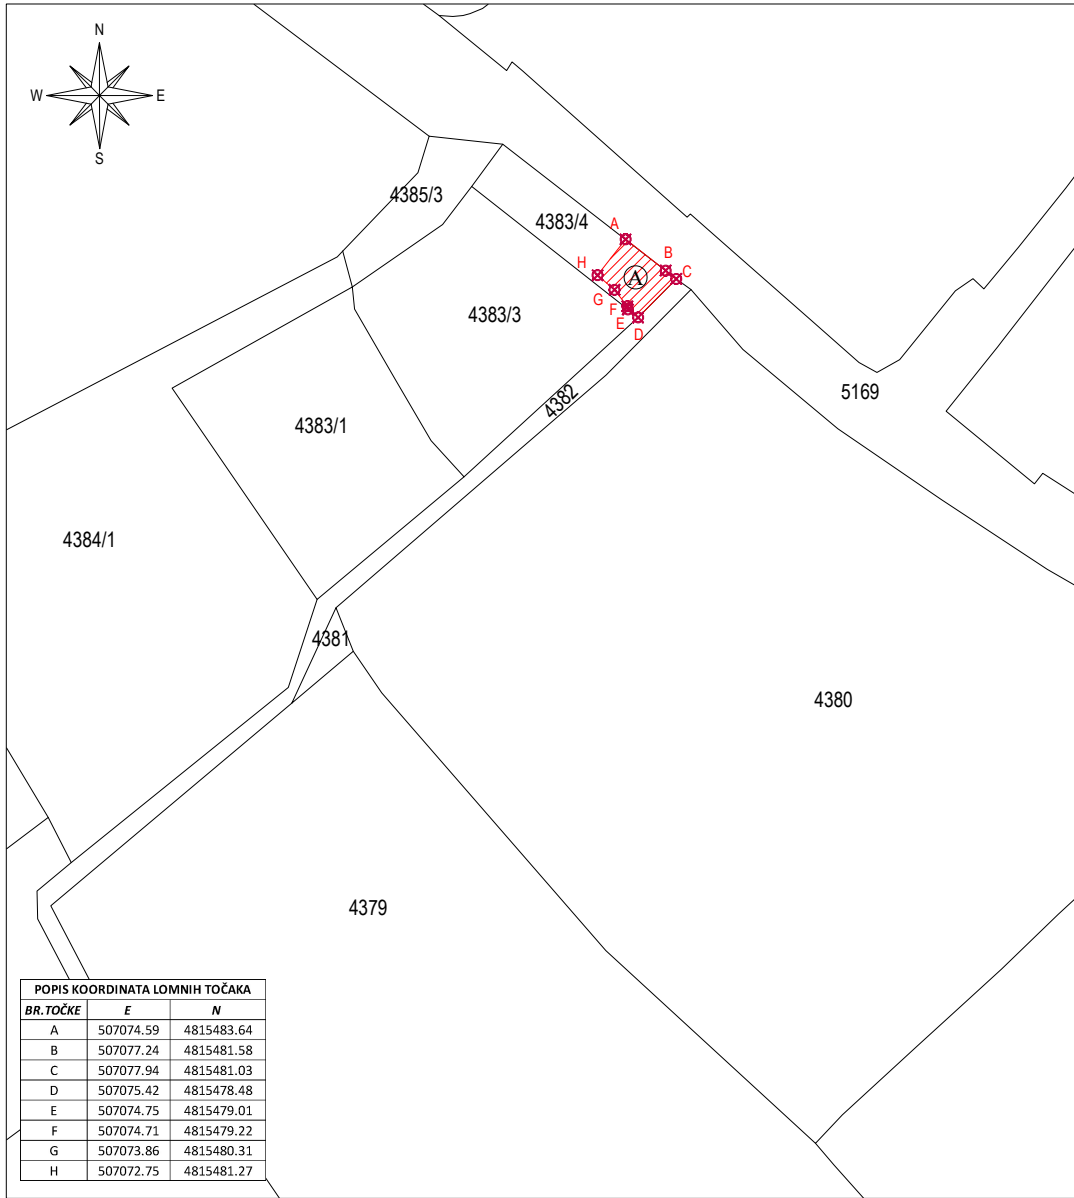 N
W E
S
4385/3
4383/4
A
B
C
H
A
G
F
E
D
4383/3
4382
5169
4383/1
4384/1
4381
4380
4379
POPIS KOORDINATA LOMNIH TOČAKA
BR.TOČKE E N
A 507074.59 4815483.64
B 507077.24 4815481.58
C 507077.94 4815481.03
D 507075.42 4815478.48
E 507074.75 4815479.01
F 507074.71 4815479.22
G 507073.86 4815480.31
H 507072.75 4815481.27